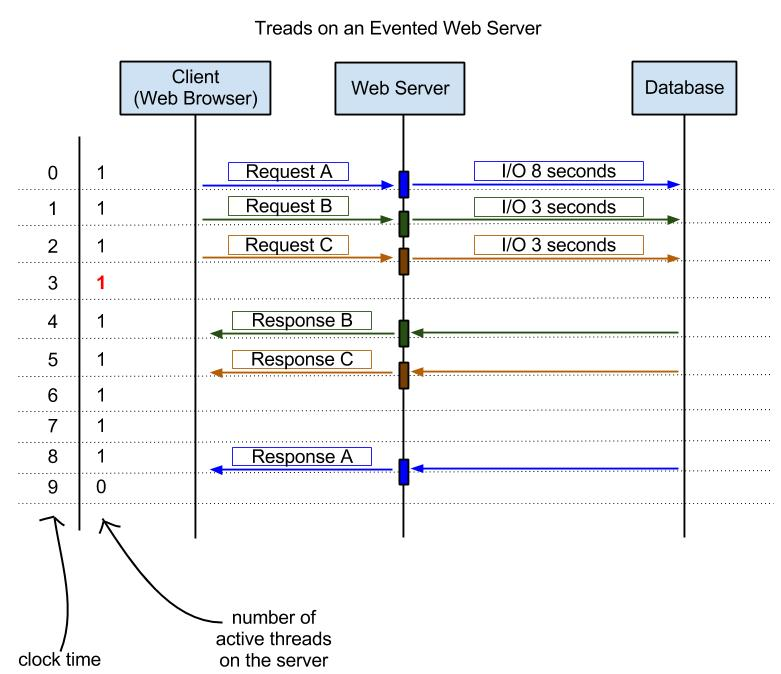 Treads on an Evented Web Server
Client
(Web Browser)
Web Server
Database
0 1 Request A I/O 8 seconds
1 1 Request B I/O 3 seconds
2 1 Request C I/O 3 seconds
3 1
4 1 Response B
5 1 Response C
6 1
7 1
8 1 Response A
9 0
number of
active threads
on the server
clock time